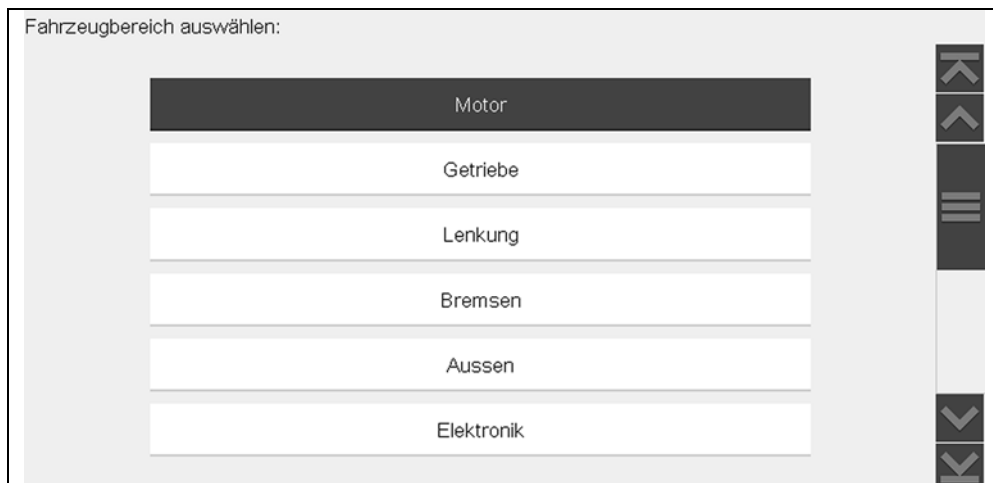 Fahrzeugbereich auswählen:
Motor
Getriebe
Lenkung
Bremsen
Aussen
Elektronik